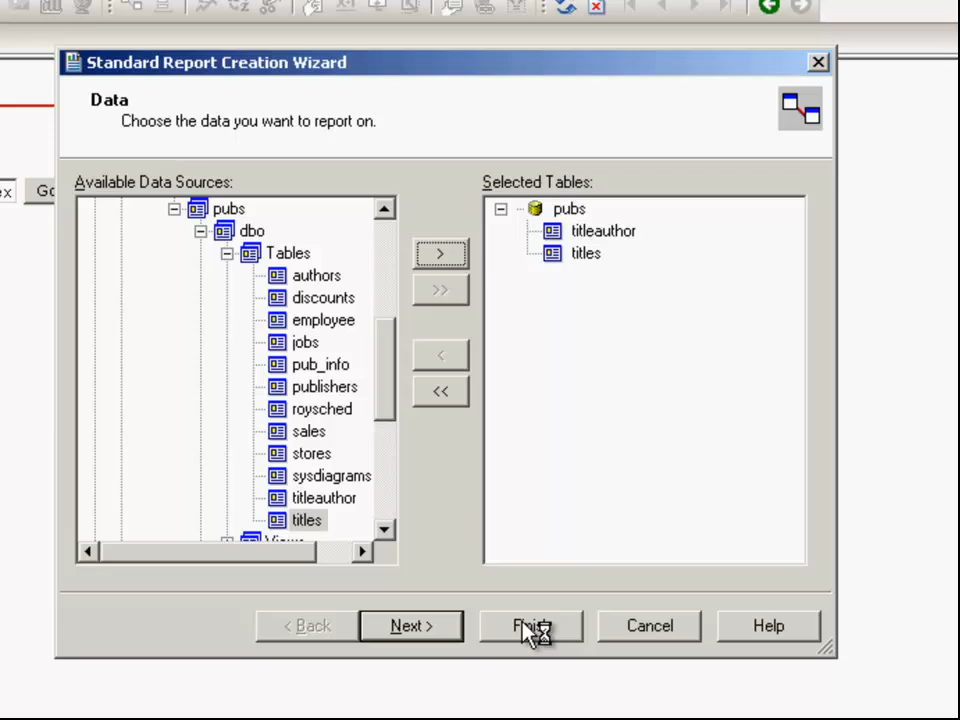 Standard Report Creation Wizard
Data
Choose the data you want to report on.
Available Data Sources:
Selected Tables:
pubs
dbo
Tables
authors
discounts
employee
jobs
pub_info
publishers
roysched
sales
stores
sysdiagrams
titleauthor
titles
pubs
titleauthor
titles
>
>>
<
<<
< Back
Next >
Cancel
Help